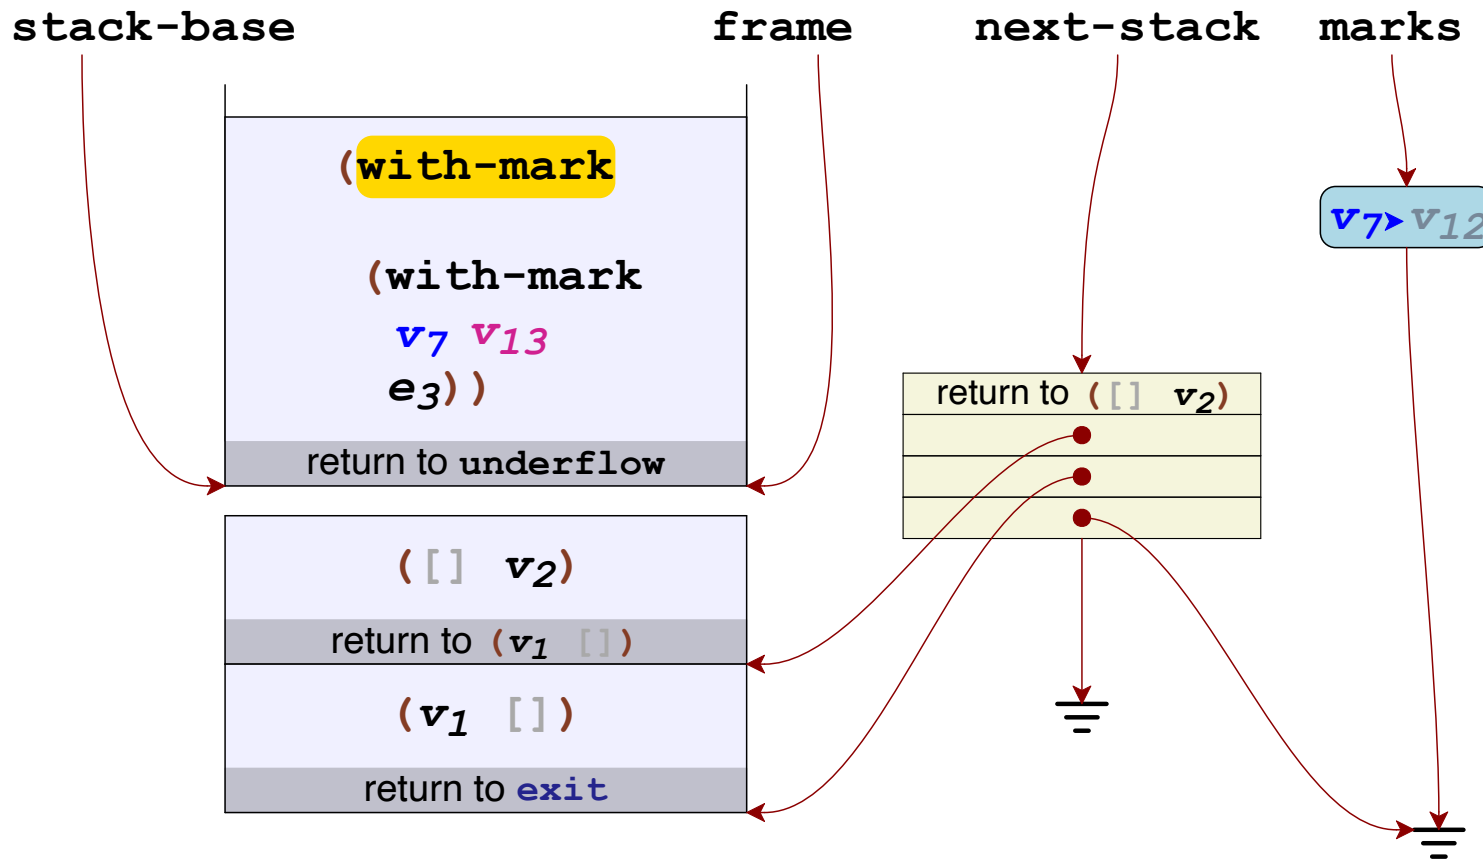 stack-base frame next-stack marks
(with-mark
v7 v12
(with-mark
v7 v13
e3))
return to ([] v2)
return to underflow
([] v2)
return to (v1 [])
(v1 [])
return to exit